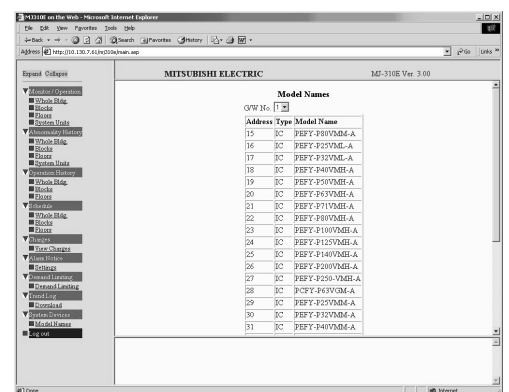 MJ310E on the Web - Microsoft Internet Explorer
File Edit View Favorites Tools Help
Back Search Favorites History
Address http://10.130.7.61/mj310e/main.asp Go Links
Expand Collapse
MITSUBISHI ELECTRIC MJ-310E Ver. 3.00
Monitor / Operation
Whole Bldg.
Blocks
Floors
System Units
Abnormality History
Whole Bldg.
Blocks
Floors
System Units
Operation History
Whole Bldg.
Blocks
Floors
Schedule
Whole Bldg.
Blocks
Floors
Charges
View Charges
Alarm Notice
Settings
Demand Limiting
Demand Limiting
Trend Log
Download
System Devices
Model Names
Log out
Model Names
G/W No. 1
Address Type Model Name
15 IC PEFY-P80VMM-A
16 IC PEFY-P25VML-A
17 IC PEFY-P32VML-A
18 IC PEFY-P40VMH-A
19 IC PEFY-P50VMH-A
20 IC PEFY-P63VMH-A
21 IC PEFY-P71VMH-A
22 IC PEFY-P80VMH-A
23 IC PEFY-P100VMH-A
24 IC PEFY-P125VMH-A
25 IC PEFY-P140VMH-A
26 IC PEFY-P200VMH-A
27 IC PEFY-P250-VMH-A
28 IC PCFY-P63VGM-A
29 IC PEFY-P25VMM-A
30 IC PEFY-P32VMM-A
31 IC PEFY-P40VMM-A
Done Internet